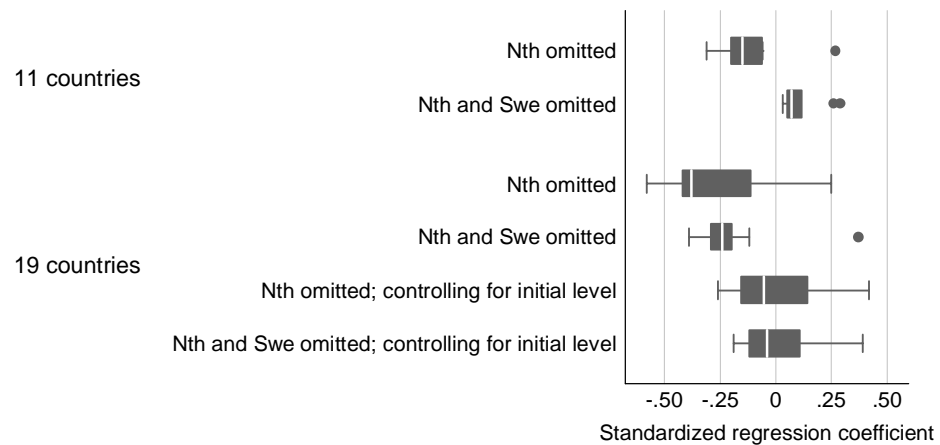 11 countries
Nth omitted
Nth and Swe omitted
19 countries
Nth omitted
Nth and Swe omitted
Nth omitted; controlling for initial level
Nth and Swe omitted; controlling for initial level
-.50 -.25 0 .25 .50
Standardized regression coefficient